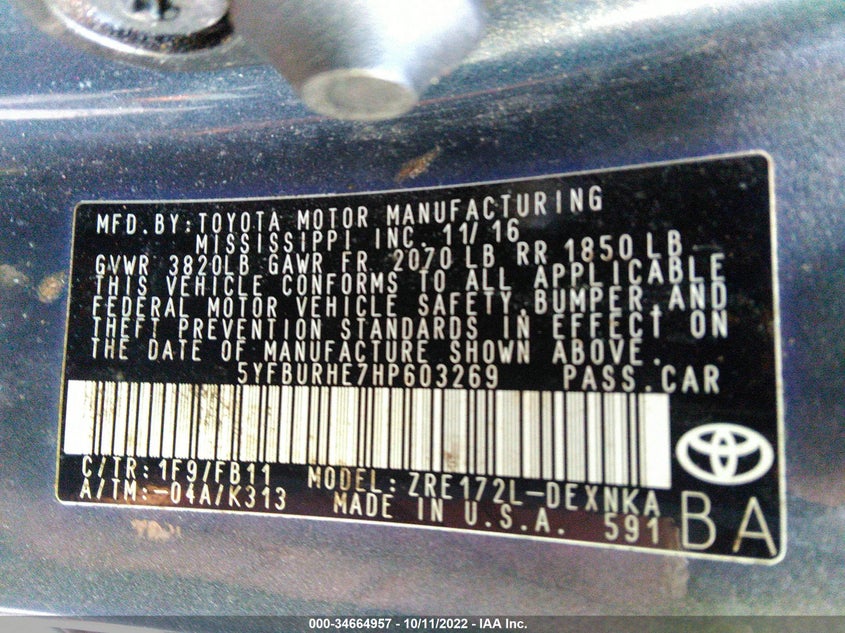 MFD.BY:TOYOTA MOTOR MANUFACTURING
MISSISSIPPI INC. 11/16
GVWR 3820LB GAWR FR 2070 LB RR 1850 LB
THIS VEHICLE CONFORMS TO ALL APPLICABLE
FEDERAL MOTOR VEHICLE SAFETY,BUMPER,AND
THEFT PREVENTION STANDARDS IN EFFECT ON
THE DATE OF MANUFACTURE SHOWN ABOVE.
5YFBURHE7HP603269 PASS.CAR
C/TR:1F9/FB11 MODEL:ZRE172L-DEXNKA
A/TM:-04A/K313 MADE IN U.S.A. 591
BA
000-34664957 - 10/11/2022 - IAA Inc.